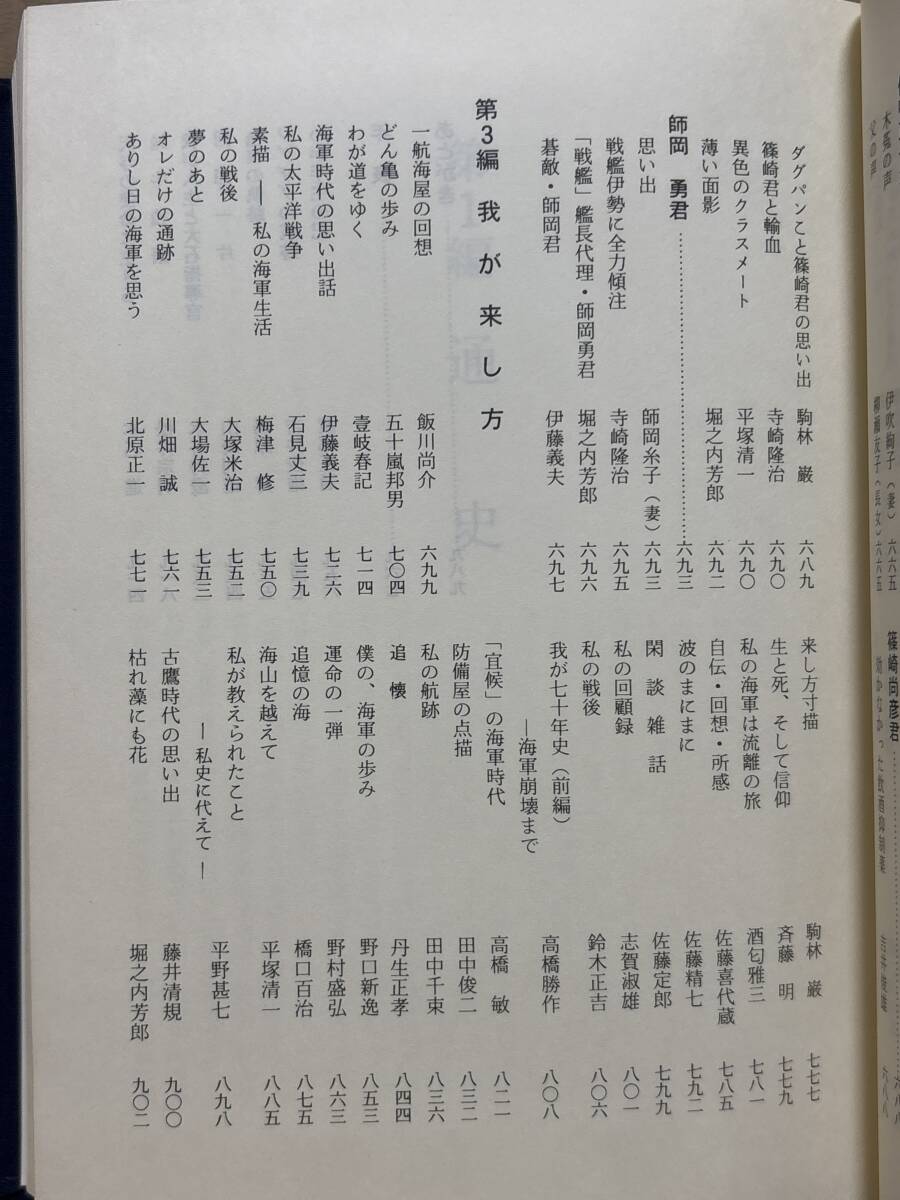 ダグパンこと篠崎君の思い出 駒林 巌 六八九
篠崎君と輸血 寺崎隆治 六九〇
異色のクラスメート 平塚清一 六九〇
薄い面影 堀之内芳郎 六九二
師岡 勇君 六九三
思い出 師岡糸子(妻) 六九三
戦艦伊勢に全力傾注 寺崎隆治 六九五
「戦艦」艦長代理・師岡勇君 堀之内芳郎 六九六
碁敵・師岡君 伊藤義夫 六九七
第3編 我が来し方
一航海屋の回想 飯川尚介 六九九
どん亀の歩み 五十嵐邦男 七〇四
わが道をゆく 壹岐春記 七一四
海軍時代の思い出話 伊藤義夫 七二六
私の太平洋戦争 石見丈三 七三九
素描 ― 私の海軍生活 梅津 修 七五〇
私の戦後 大塚米治 七五二
夢のあと 大場佐一 七五三
オレだけの通跡 川畑 誠 七六一
ありし日の海軍を思う 北原正一 七七一
来し方寸描 駒林 巌 七七七
生と死、そして信仰 斉藤 明 七七九
私の海軍は流離の旅 酒匂雅三 七八一
自伝・回想・所感 佐藤喜代蔵 七八五
波のまにまに 佐藤精七 七九二
閑談雑話 佐藤定郎 七九九
私の回顧録 志賀淑雄 八〇一
私の戦後 鈴木正吉 八〇六
我が七十年史(前編)
―海軍崩壊まで 高橋勝作 八〇八
「宜候」の海軍時代 高橋 敏 八二一
防備屋の点描 田中俊二 八三二
私の航跡 田中千束 八三六
追懐 丹生正孝 八四四
僕の、海軍の歩み 野口新逸 八五三
運命の一弾 野村盛弘 八六三
追憶の海 橋口百治 八七五
海山を越えて 平塚清一 八八五
私が教えられたこと
― 私史に代えて ― 平野甚七 八九八
古鷹時代の思い出 藤井清規 九〇〇
枯れ藻にも花 堀之内芳郎 九〇二